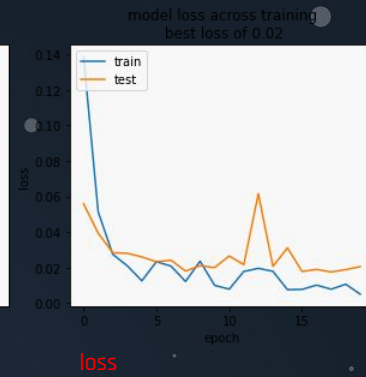 model loss across training
best loss of 0.02
0.14
0.12
0.10
0.08
0.06
0.04
0.02
0.00
loss
train
test
0
5
10
15
epoch
loss